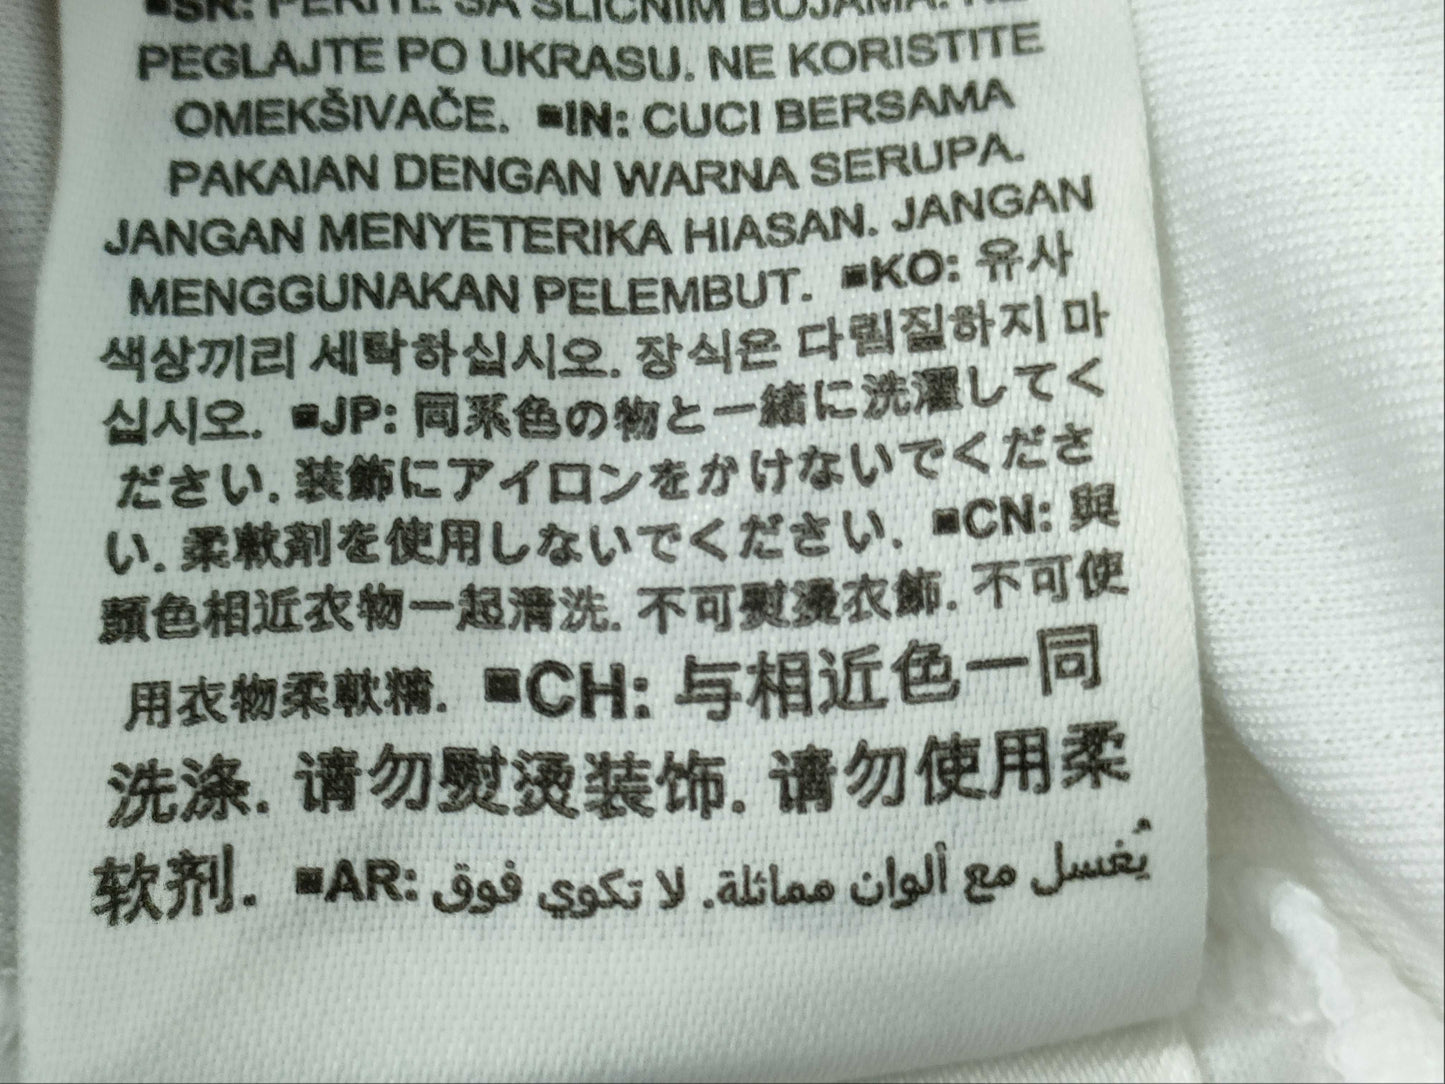 ■SR: PERITE SA SLIČNIM BOJAMA. NE
PEGLAJTE PO UKRASU. NE KORISTITE
OMEKŠIVAČE. ■IN: CUCI BERSAMA
PAKAIAN DENGAN WARNA SERUPA.
JANGAN MENYETERIKA HIASAN. JANGAN
MENGGUNAKAN PELEMBUT. ■KO: 유사
색상끼리 세탁하십시오. 장식은 다림질하지 마
십시오. ■JP: 同系色の物と一緒に洗濯してく
ださい. 装飾にアイロンをかけないでくださ
い. 柔軟剤を使用しないでください. ■CN: 與
顏色相近衣物一起清洗. 不可熨燙衣飾. 不可使
用衣物柔軟精. ■CH: 与相近色一同
洗涤. 请勿熨烫装饰. 请勿使用柔
软剂. ■AR: يُغسل مع ألوان مماثلة. لا تكوي فوق